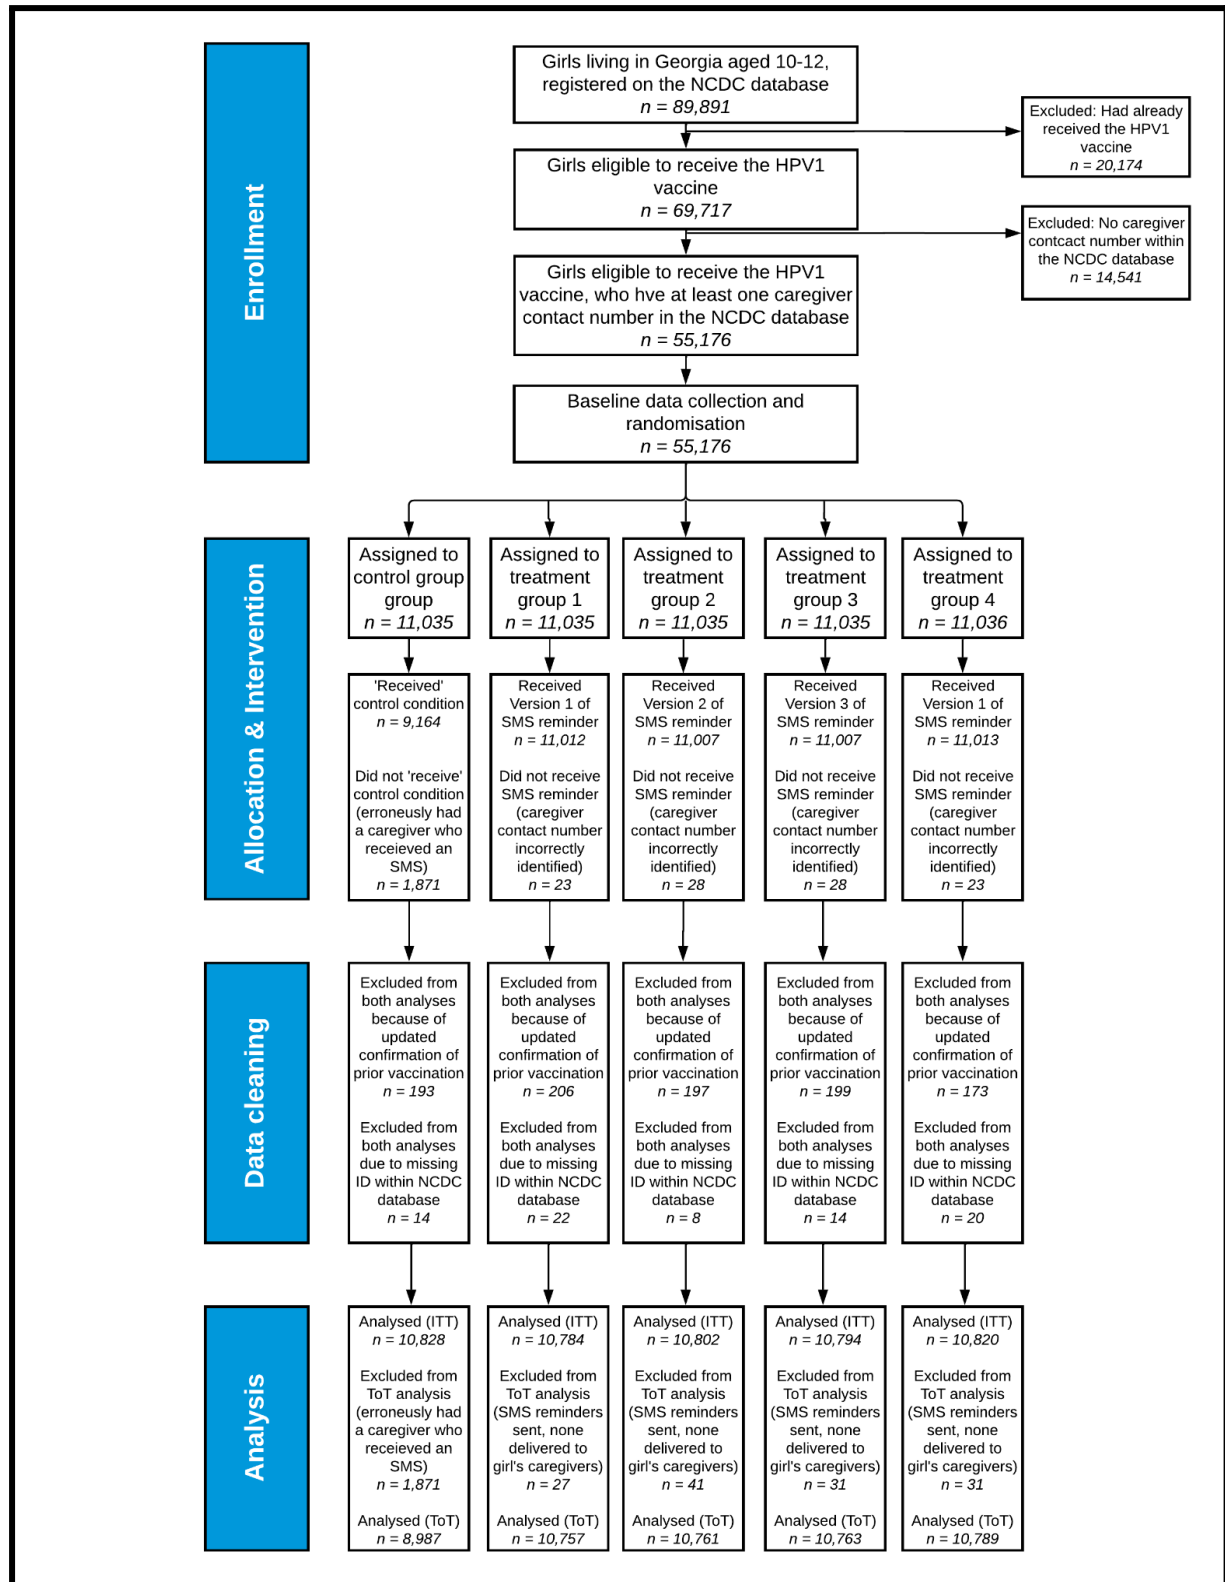 Enrollment
Girls living in Georgia aged 10-12,
registered on the NCDC database
n = 89,891
Excluded: Had already
received the HPV1
vaccine
n = 20,174
Girls eligible to receive the HPV1
vaccine
n = 69,717
Excluded: No caregiver
contcact number within
the NCDC database
n = 14,541
Girls eligible to receive the HPV1
vaccine, who hve at least one caregiver
contact number in the NCDC database
n = 55,176
Baseline data collection and
randomisation
n = 55,176
Allocation & Intervention
Assigned to
control group
group
n = 11,035
Assigned to
treatment
group 1
n = 11,035
Assigned to
treatment
group 2
n = 11,035
Assigned to
treatment
group 3
n = 11,035
Assigned to
treatment
group 4
n = 11,036
'Received'
control condition
n = 9,164
Did not 'receive'
control condition
(erroneusly had
a caregiver who
receieved an
SMS)
n = 1,871
Received
Version 1 of
SMS reminder
n = 11,012
Did not receive
SMS reminder
(caregiver
contact number
incorrectly
identified)
n = 23
Received
Version 2 of
SMS reminder
n = 11,007
Did not receive
SMS reminder
(caregiver
contact number
incorrectly
identified)
n = 28
Received
Version 3 of
SMS reminder
n = 11,007
Did not receive
SMS reminder
(caregiver
contact number
incorrectly
identified)
n = 28
Received
Version 1 of
SMS reminder
n = 11,013
Did not receive
SMS reminder
(caregiver
contact number
incorrectly
identified)
n = 23
Data cleaning
Excluded from
both analyses
because of
updated
confirmation of
prior vaccination
n = 193
Excluded from
both analyses
due to missing
ID within NCDC
database
n = 14
Excluded from
both analyses
because of
updated
confirmation of
prior vaccination
n = 206
Excluded from
both analyses
due to missing
ID within NCDC
database
n = 22
Excluded from
both analyses
because of
updated
confirmation of
prior vaccination
n = 197
Excluded from
both analyses
due to missing
ID within NCDC
database
n = 8
Excluded from
both analyses
because of
updated
confirmation of
prior vaccination
n = 199
Excluded from
both analyses
due to missing
ID within NCDC
database
n = 14
Excluded from
both analyses
because of
updated
confirmation of
prior vaccination
n = 173
Excluded from
both analyses
due to missing
ID within NCDC
database
n = 20
Analysis
Analysed (ITT)
n = 10,828
Excluded from
ToT analysis
(erroneusly had
a caregiver who
receieved an
SMS)
n = 1,871
Analysed (ToT)
n = 8,987
Analysed (ITT)
n = 10,784
Excluded from
ToT analysis
(SMS reminders
sent, none
delivered to
girl's caregivers)
n = 27
Analysed (ToT)
n = 10,757
Analysed (ITT)
n = 10,802
Excluded from
ToT analysis
(SMS reminders
sent, none
delivered to
girl's caregivers)
n = 41
Analysed (ToT)
n = 10,761
Analysed (ITT)
n = 10,794
Excluded from
ToT analysis
(SMS reminders
sent, none
delivered to
girl's caregivers)
n = 31
Analysed (ToT)
n = 10,763
Analysed (ITT)
n = 10,820
Excluded from
ToT analysis
(SMS reminders
sent, none
delivered to
girl's caregivers)
n = 31
Analysed (ToT)
n = 10,789